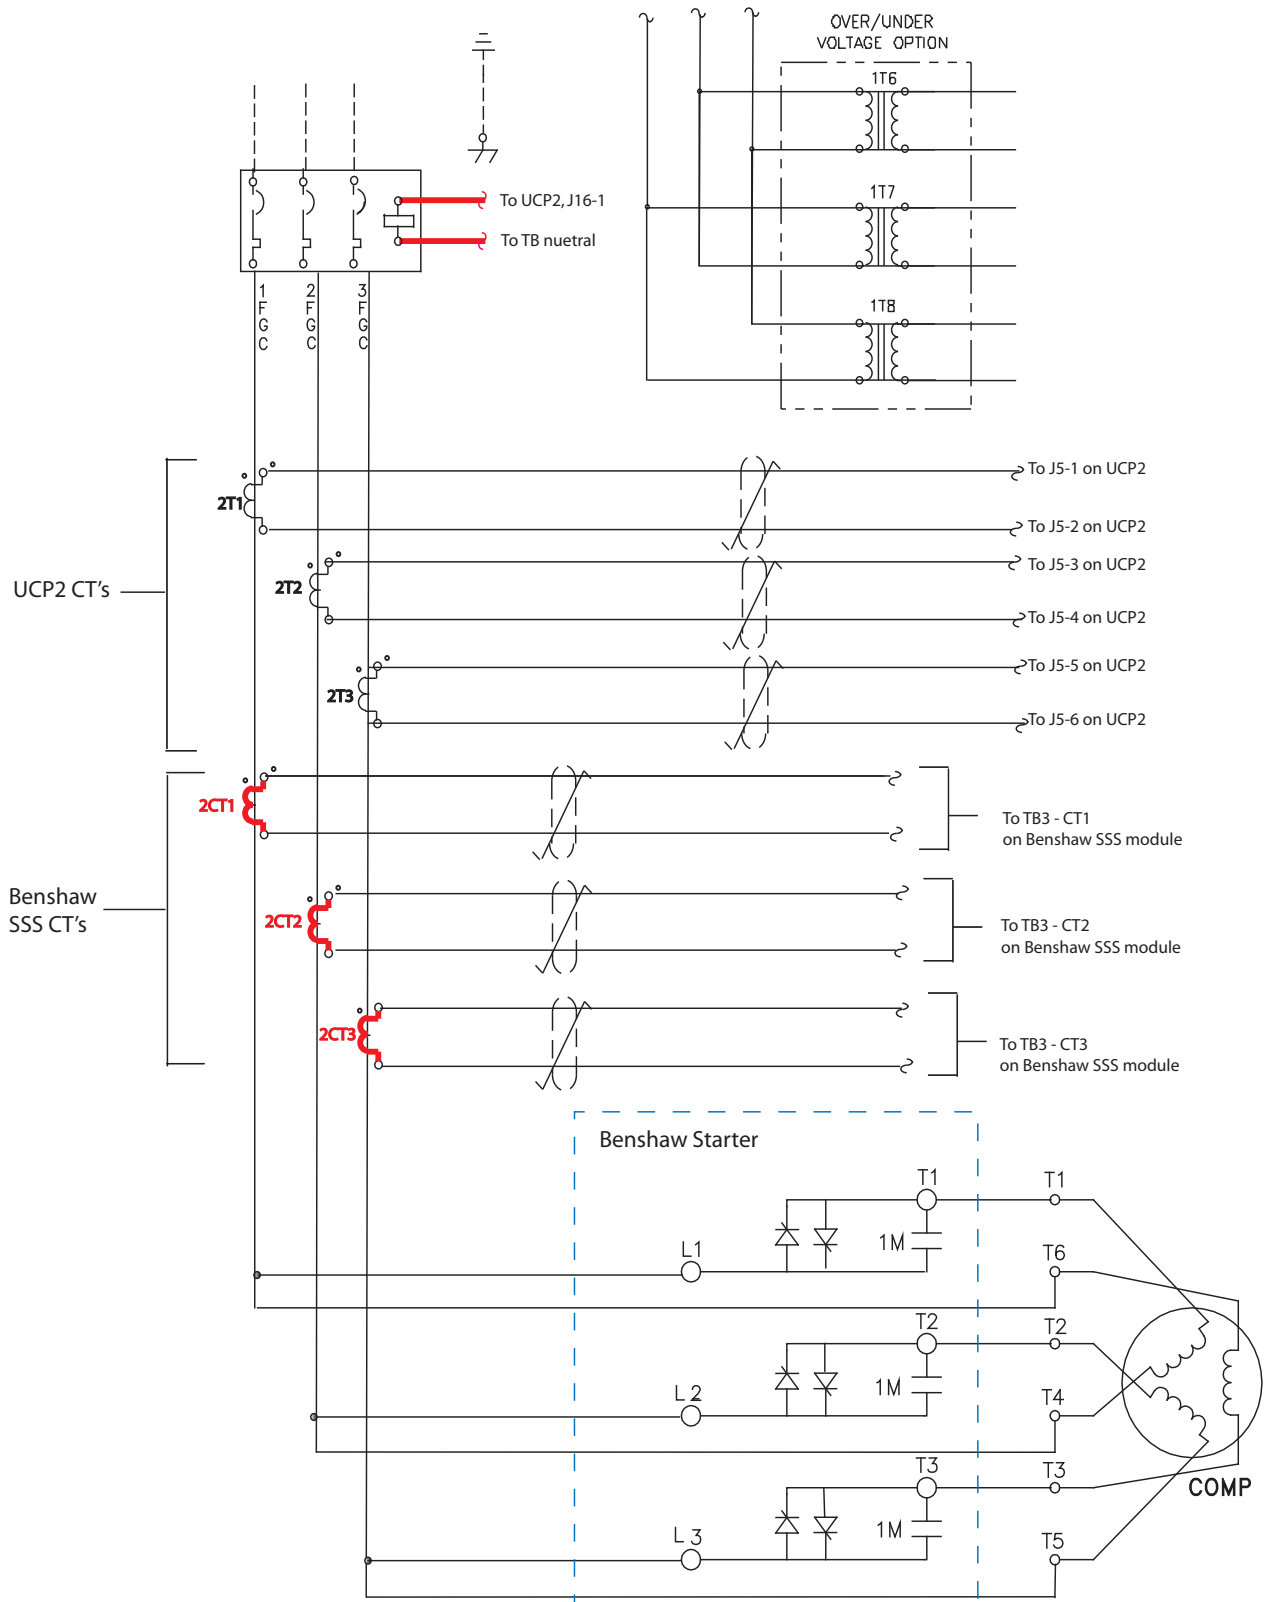 OVER/UNDER
VOLTAGE OPTION
1T6
To UCP2, J16-1
1T7
To TB nuetral
1 2 3
F F F
G G G
C C C
1T8
To J5-1 on UCP2
2T1
To J5-2 on UCP2
To J5-3 on UCP2
UCP2 CT's
2T2
To J5-4 on UCP2
To J5-5 on UCP2
2T3
To J5-6 on UCP2
2CT1
To TB3 - CT1
on Benshaw SSS module
Benshaw
SSS CT's
2CT2
To TB3 - CT2
on Benshaw SSS module
2CT3
To TB3 - CT3
on Benshaw SSS module
Benshaw Starter
T1 T1
1M
L1 T6
T2 T2
1M
L2 T4
T3 T3
COMP
1M
L3 T5